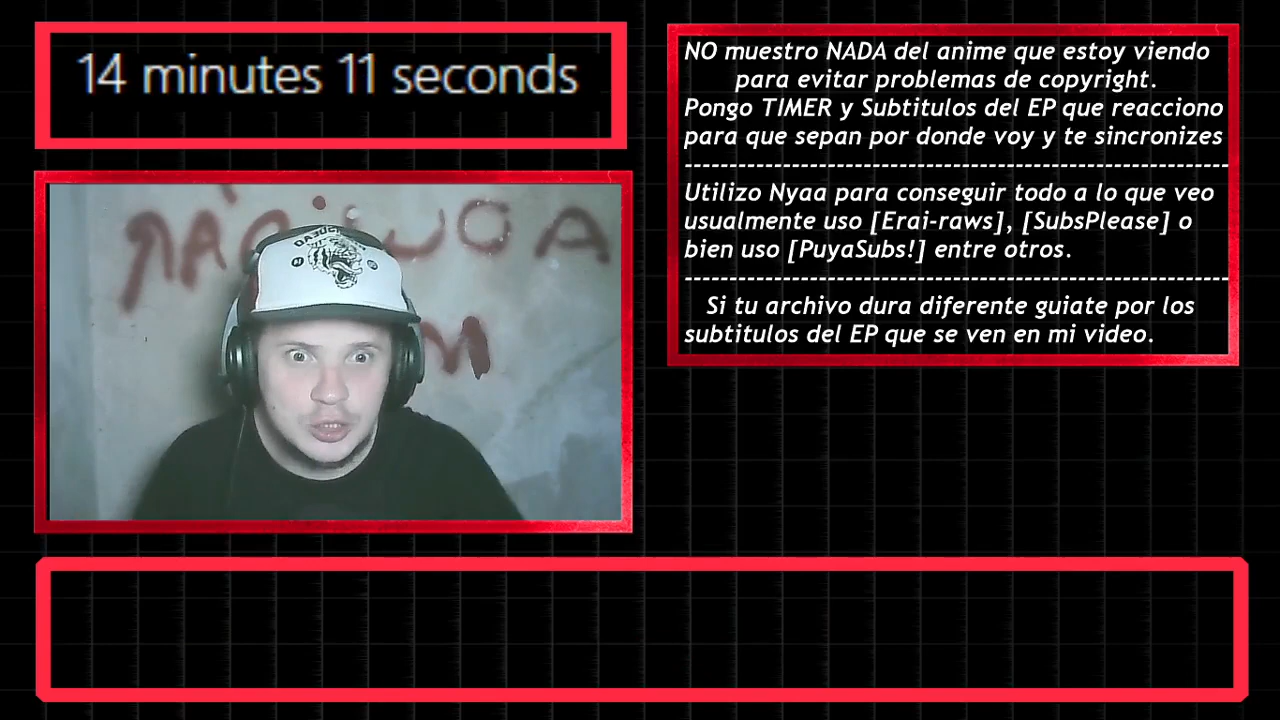 14 minutes 11 seconds
NO muestro NADA del anime que estoy viendo
para evitar problemas de copyright.
Pongo TIMER y Subtitulos del EP que reacciono
para que sepan por donde voy y te sincronizes
--------------------------------------------------------
Utilizo Nyaa para conseguir todo a lo que veo
usualmente uso [Erai-raws], [SubsPlease] o
bien uso [PuyaSubs!] entre otros.
--------------------------------------------------------
Si tu archivo dura diferente guiate por los
subtitulos del EP que se ven en mi video.